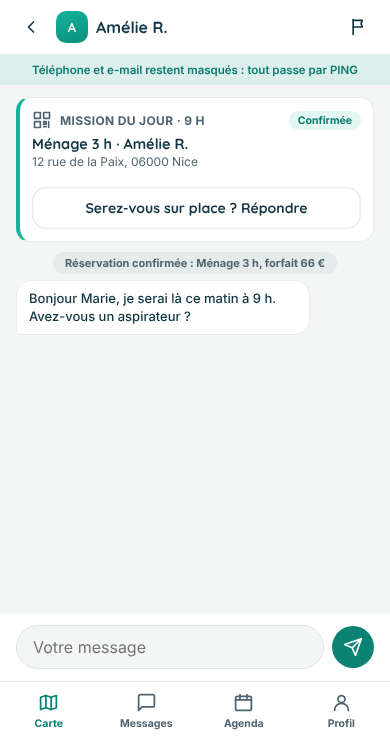 A
Amélie R.
Téléphone et e-mail restent masqués : tout passe par PING
MISSION DU JOUR · 9 H
Confirmée
Ménage 3 h · Amélie R.
12 rue de la Paix, 06000 Nice
Serez-vous sur place ? Répondre
Réservation confirmée : Ménage 3 h, forfait 66 €
Bonjour Marie, je serai là ce matin à 9 h.
Avez-vous un aspirateur ?
Votre message
Carte
Messages
Agenda
Profil